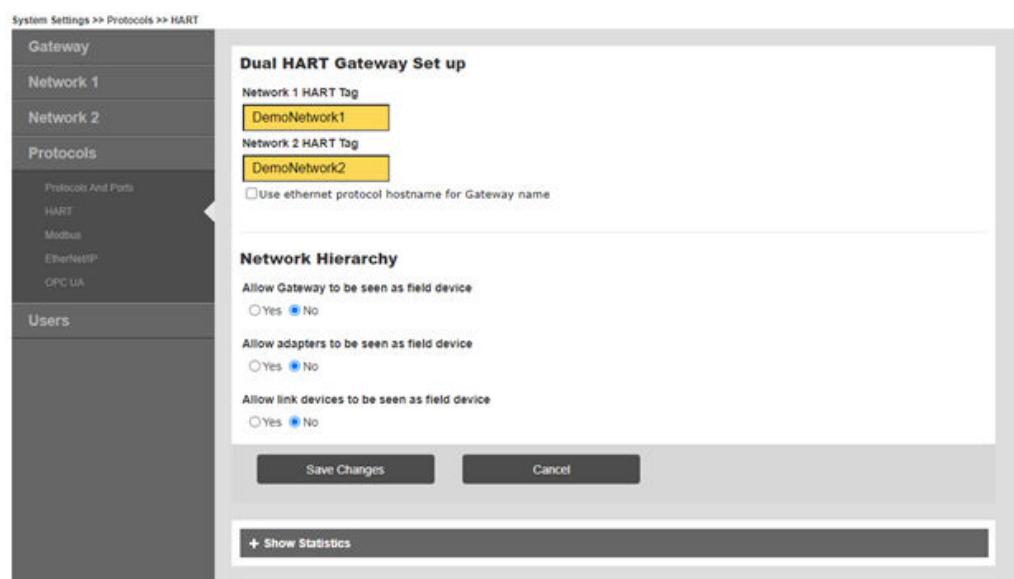 System Settings >> Protocols >> HART
Gateway
Network 1
Network 2
Protocols
Protocols And Ports
HART
Modbus
EtherNet/IP
OPC UA
Users
Dual HART Gateway Set up
Network 1 HART Tag
DemoNetwork1
Network 2 HART Tag
DemoNetwork2
Use ethernet protocol hostname for Gateway name
Network Hierarchy
Allow Gateway to be seen as field device
Yes No
Allow adapters to be seen as field device
Yes No
Allow link devices to be seen as field device
Yes No
Save Changes Cancel
+ Show Statistics